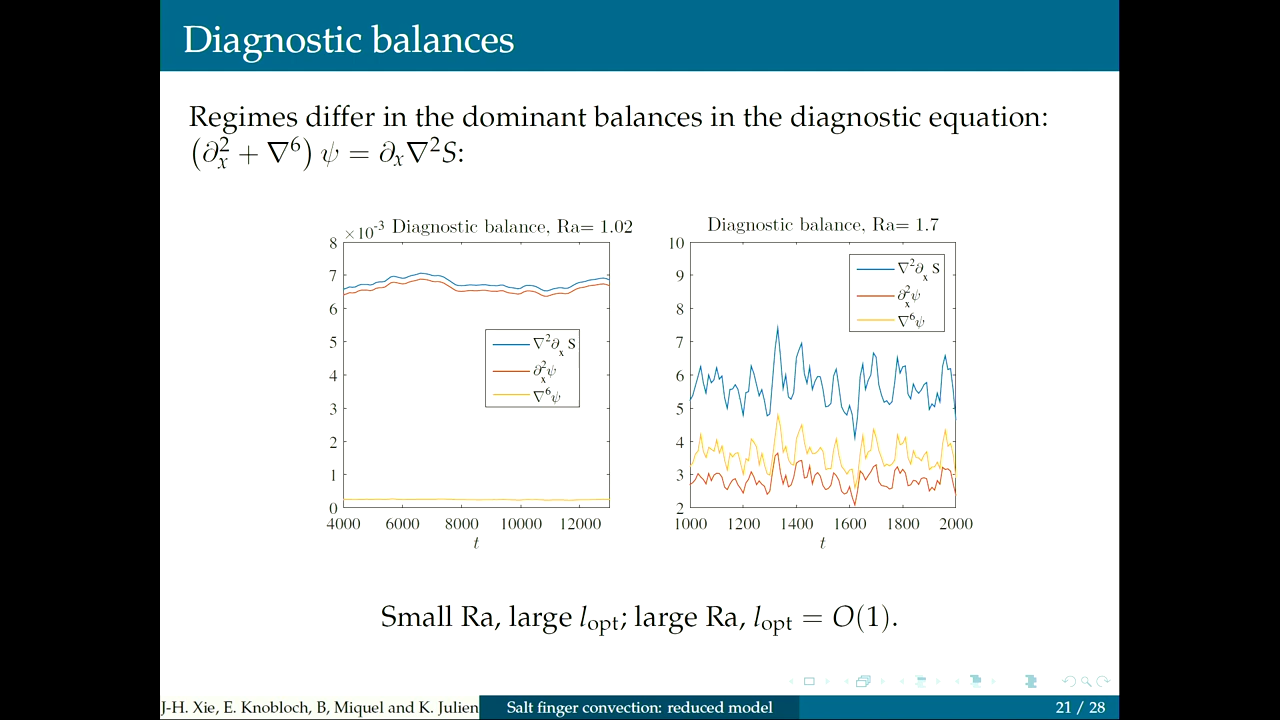 Diagnostic balances
Regimes differ in the dominant balances in the diagnostic equation:
(∂²ₓ + ∇⁶) ψ = ∂ₓ∇²S:
×10⁻³ Diagnostic balance, Ra= 1.02
8
7
6
5
4
3
2
1
0
4000 6000 8000 10000 12000
t
∇²∂ₓ S
∂²ₓψ
∇⁶ψ
Diagnostic balance, Ra= 1.7
10
9
8
7
6
5
4
3
2
1000 1200 1400 1600 1800 2000
t
∇²∂ₓ S
∂²ₓψ
∇⁶ψ
Small Ra, large lₒₚₜ; large Ra, lₒₚₜ = O(1).
J-H. Xie, E. Knobloch, B, Miquel and K. Julien
Salt finger convection: reduced model
21 / 28